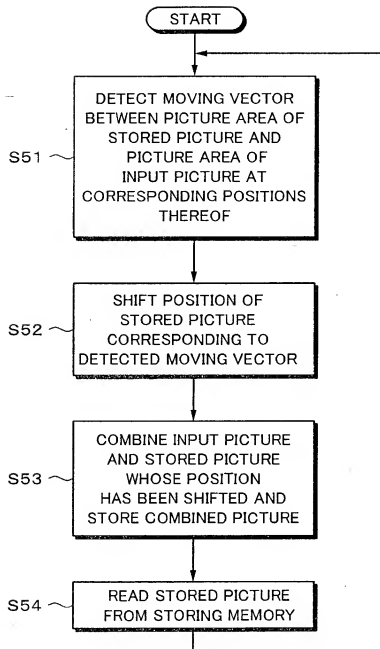 START
S51
DETECT MOVING VECTOR
BETWEEN PICTURE AREA OF
STORED PICTURE AND
PICTURE AREA OF
INPUT PICTURE AT
CORRESPONDING POSITIONS
THEREOF
S52
SHIFT POSITION OF
STORED PICTURE
CORRESPONDING TO
DETECTED MOVING VECTOR
S53
COMBINE INPUT PICTURE
AND STORED PICTURE
WHOSE POSITION
HAS BEEN SHIFTED AND
STORE COMBINED PICTURE
S54
READ STORED PICTURE
FROM STORING MEMORY